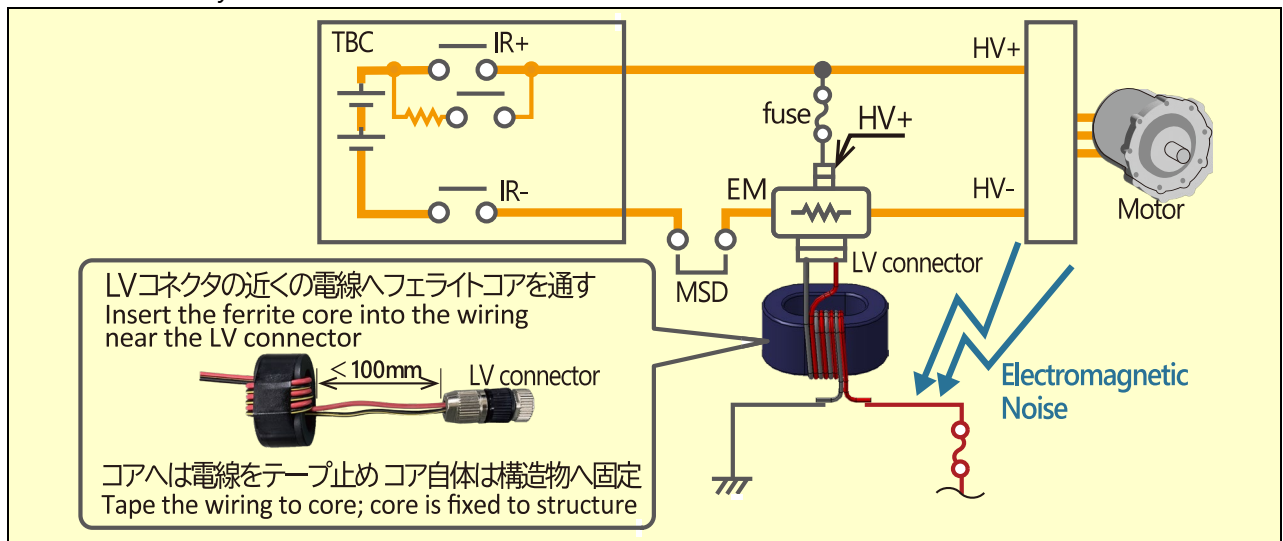 TBC
IR+
HV+
fuse
HV+
EM
IR-
HV-
Motor
LV connector
MSD
LVコネクタの近くの電線へフェライトコアを通す
Insert the ferrite core into the wiring
near the LV connector
<100mm
LV connector
コアへは電線をテープ止め コア自体は構造物へ固定
Tape the wiring to core; core is fixed to structure
Electromagnetic
Noise